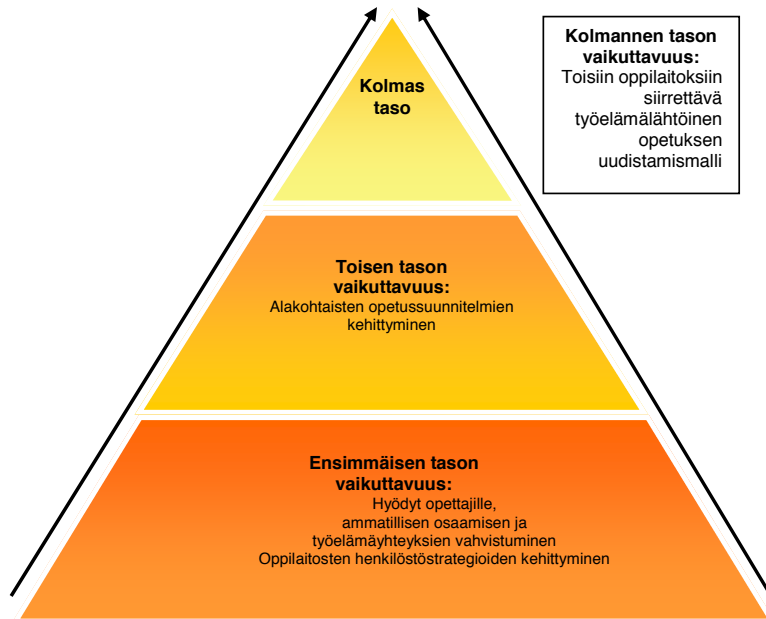 Kolmannen tason
vaikuttavuus:
Toisiin oppilaitoksiin
siirrettävä
työelämälähtöinen
opetuksen
uudistamismalli
Kolmas
taso
Toisen tason
vaikuttavuus:
Alakohtaisten opetussuunnitelmien
kehittyminen
Ensimmäisen tason
vaikuttavuus:
Hyödyt opettajille,
ammatillisen osaamisen ja
työelämäyhteyksien vahvistuminen
Oppilaitosten henkilöstöstrategioiden kehittyminen